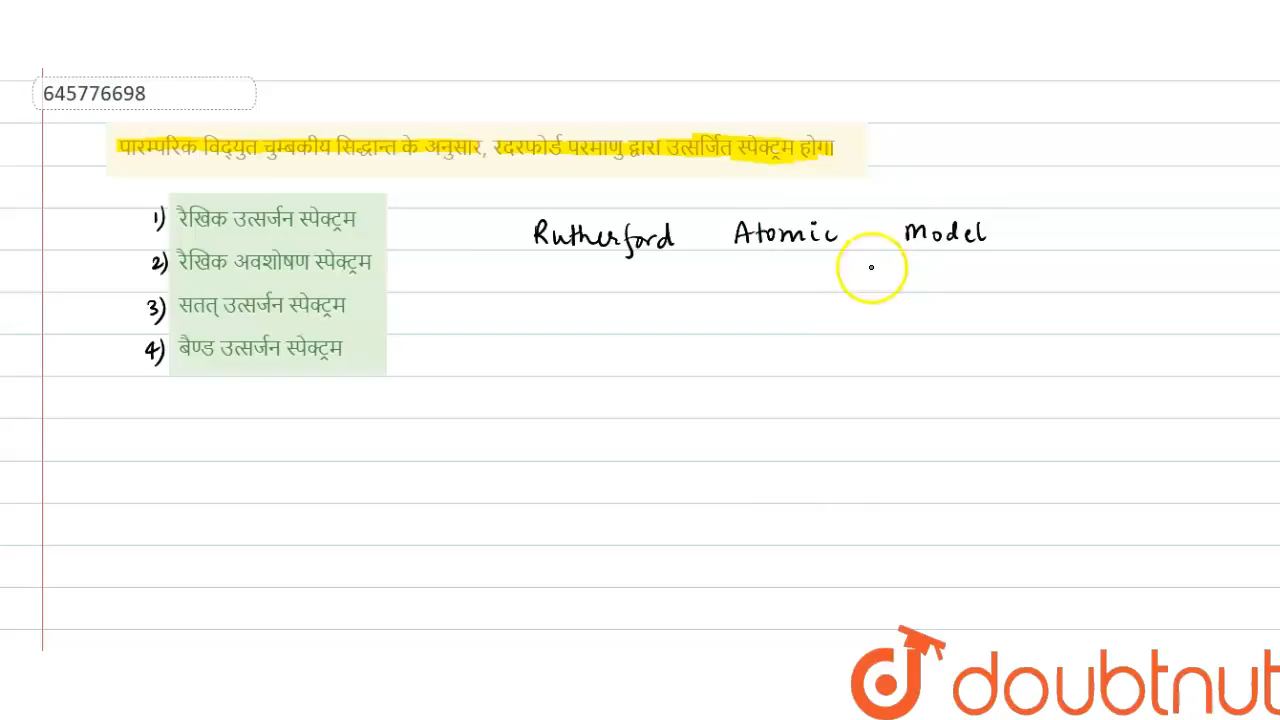 645776698
पारम्परिक विद्युत चुम्बकीय सिद्धान्त के अनुसार, रदरफोर्ड परमाणु द्वारा उत्सर्जित स्पेक्ट्रम होगा
1) रैखिक उत्सर्जन स्पेक्ट्रम
Rutherford Atomic Model
2) रैखिक अवशोषण स्पेक्ट्रम
3) सतत् उत्सर्जन स्पेक्ट्रम
4) बैण्ड उत्सर्जन स्पेक्ट्रम
doubtnut